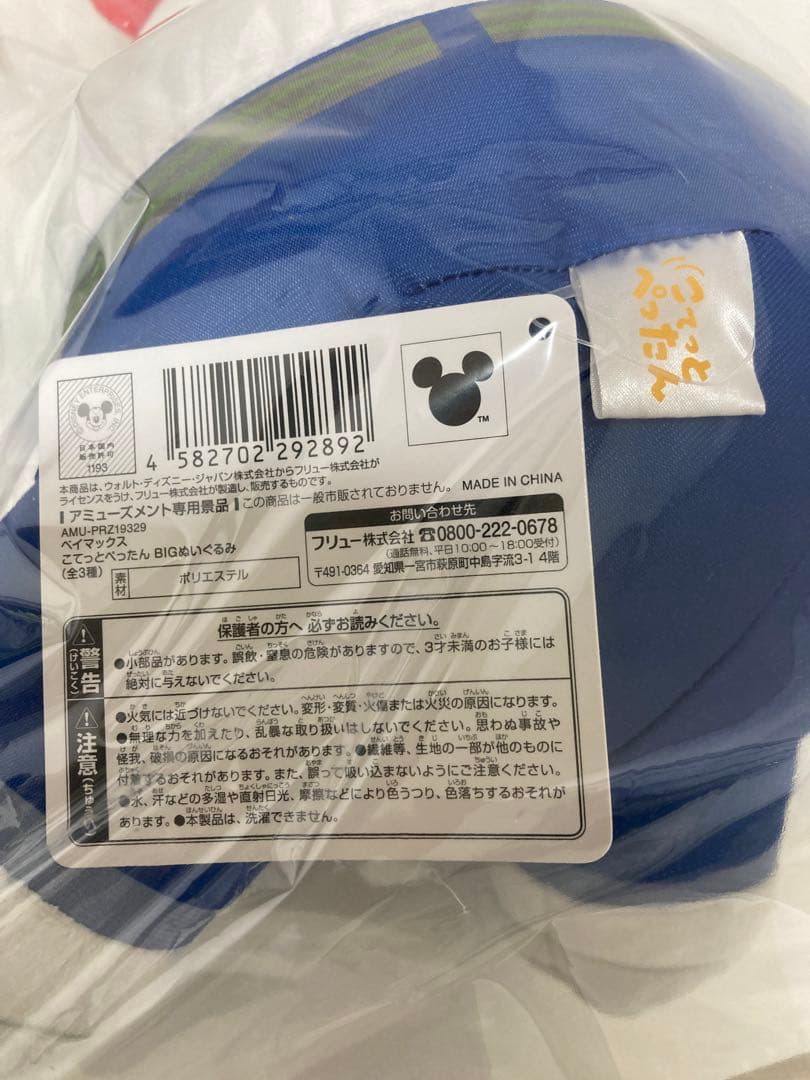 こてっと
ぺったん
日本国内
販売許可
1193
4 582702 292892
TM
本商品は、ウォルト・ディズニー・ジャパン株式会社からフリュー株式会社が
ライセンスをうけ、フリュー株式会社が製造し、販売するものです。
アミューズメント専用景品 この商品は一般市販されておりません。 MADE IN CHINA
AMU-PRZ19329
ベイマックス
こてっとぺったん BIGぬいぐるみ
(全3種)
素材 ポリエステル
お問い合わせ先
フリュー株式会社 ☎0800-222-0678
(通話無料、平日10:00~18:00受付)
〒491-0364 愛知県一宮市萩原町中島字流3-1 4階
保護者の方へ 必ずお読みください。
警告
(けいこく)
●小部品があります。誤飲・窒息の危険がありますので、3才未満のお子様には
絶対に与えないでください。
注意(ちゅうい)
●火気には近づけないでください。変形・変質・火傷または火災の原因になります。
●無理な力を加えたり、乱暴な取り扱いはしないでください。思わぬ事故や
怪我、破損の原因になるおそれがあります。●繊維等、生地の一部が他のものに
付着するおそれがあります。また、誤って吸い込まないようにご注意ください。
●水、汗などの多湿や直射日光、摩擦などにより色うつり、色落ちするおそれが
あります。●本製品は、洗濯できません。